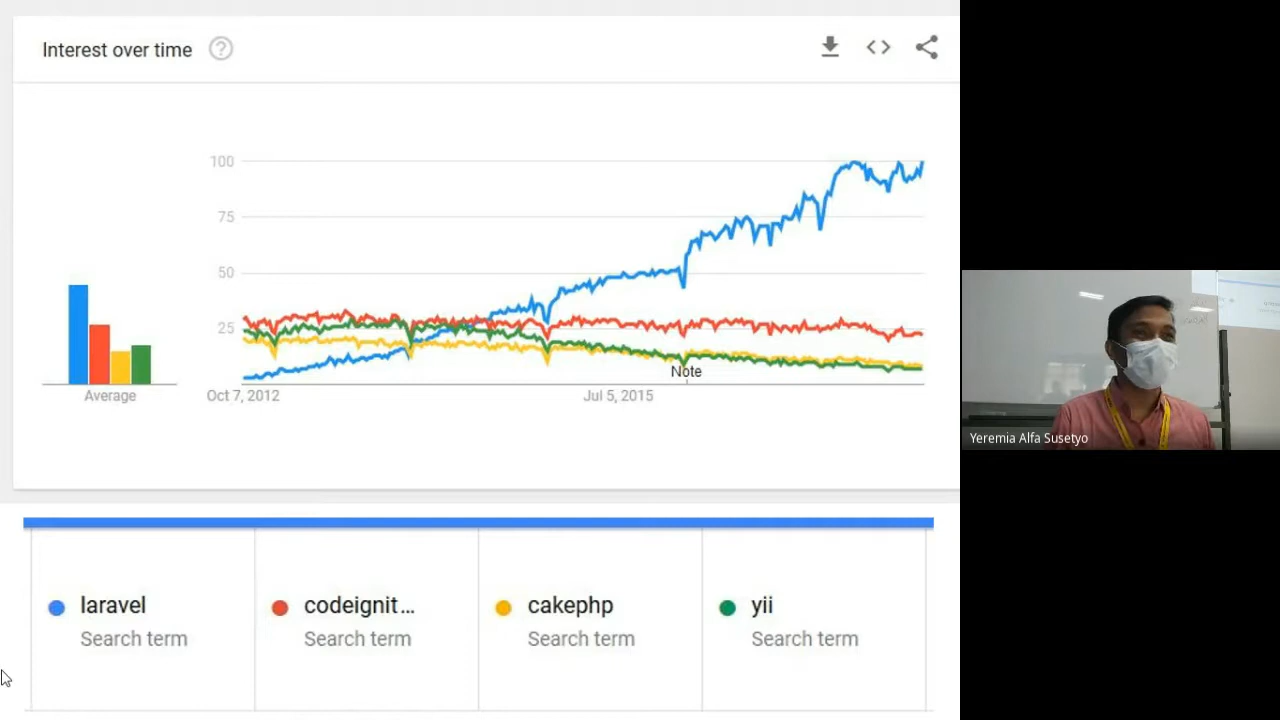 Interest over time
100
75
50
25
Note
Average
Oct 7, 2012
Jul 5, 2015
laravel
Search term
codeignit...
Search term
cakephp
Search term
yii
Search term
Yeremia Alfa Susetyo